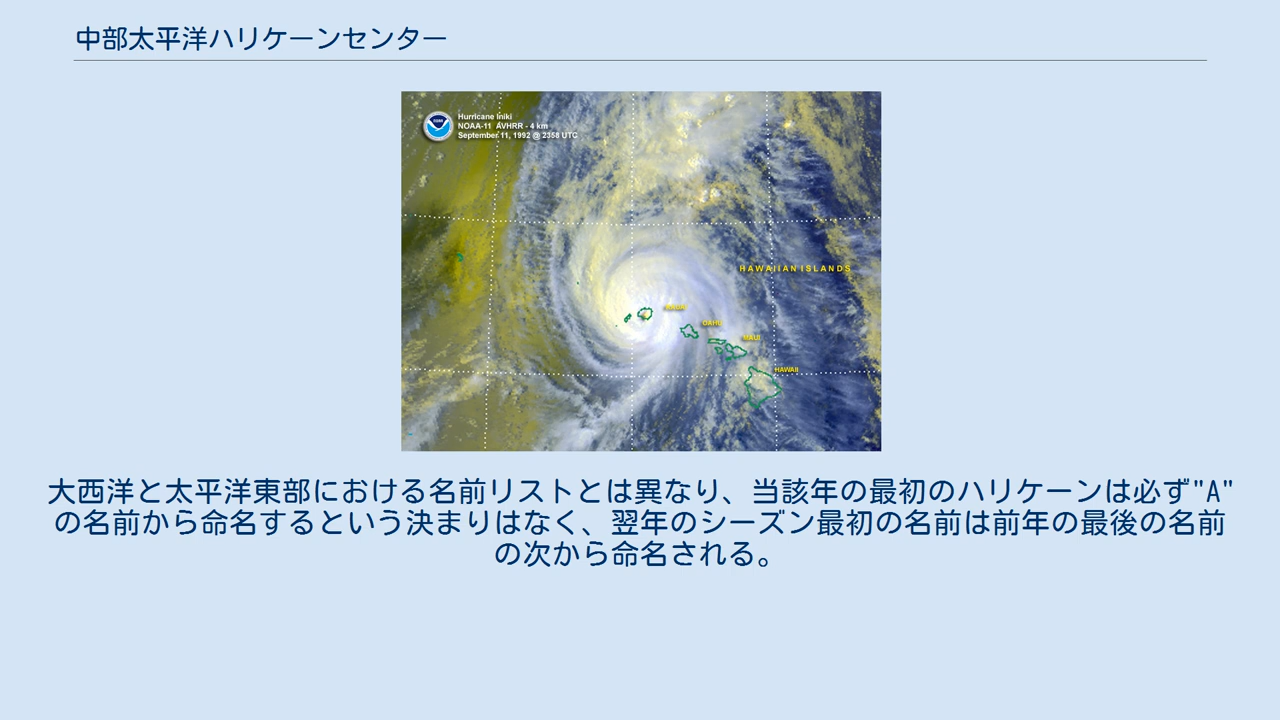 中部太平洋ハリケーンセンター
Hurricane Iniki
NOAA-11 AVHRR - 4 km
September 11, 1992 @ 2358 UTC
HAWAIIAN ISLANDS
KAUAI
OAHU
MAUI
HAWAII
大西洋と太平洋東部における名前リストとは異なり、当該年の最初のハリケーンは必ず"A"
の名前から命名するという決まりはなく、翌年のシーズン最初の名前は前年の最後の名前
の次から命名される。